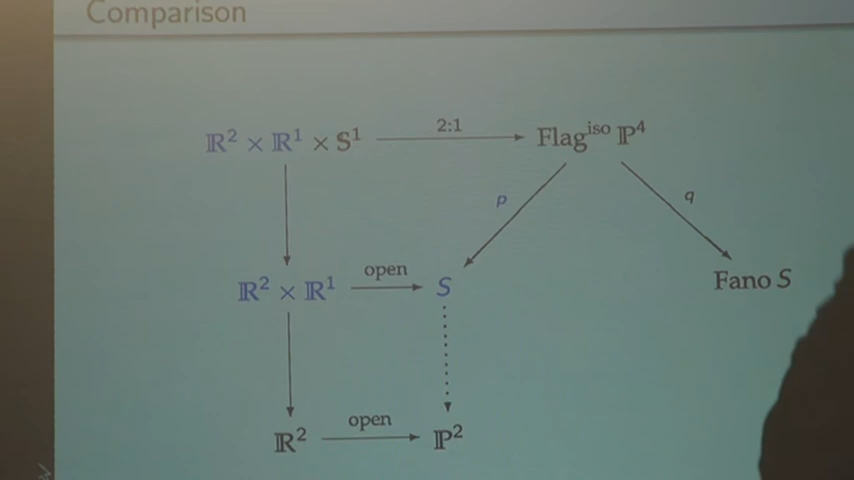 Comparison
ℝ² × ℝ¹ × S¹ 2:1 Flag^iso ℙ⁴
p q
ℝ² × ℝ¹ open S Fano S
ℝ² open ℙ²